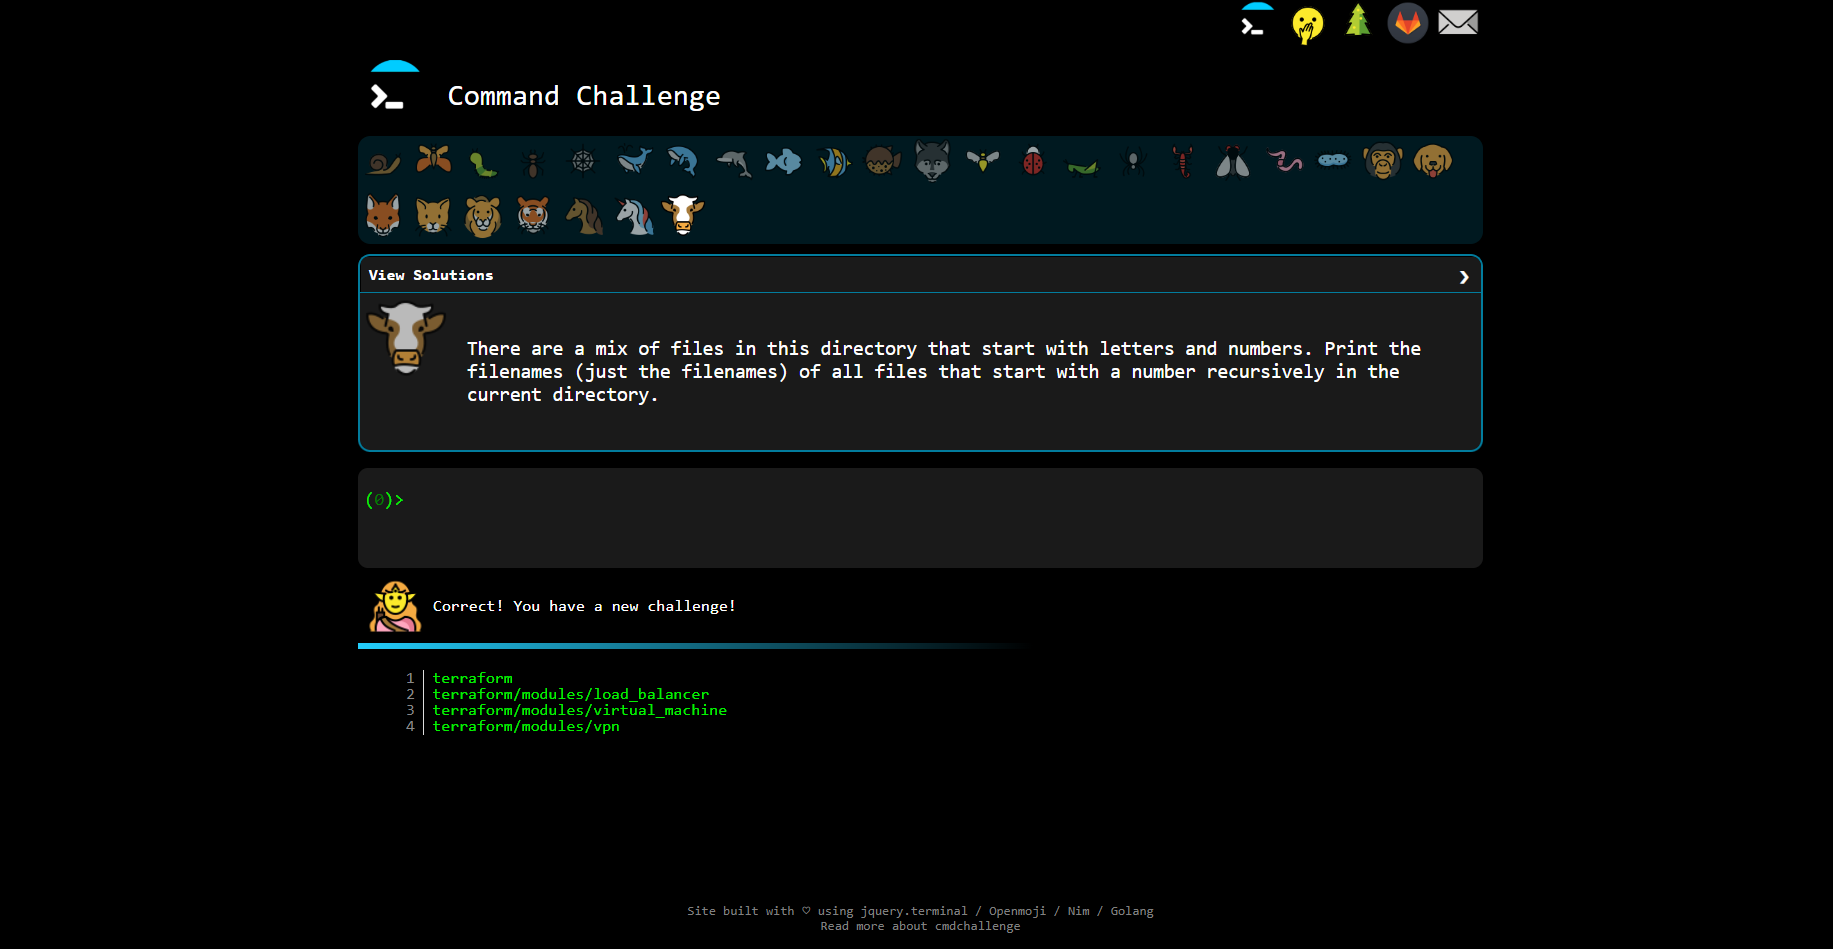 Command Challenge
View Solutions
There are a mix of files in this directory that start with letters and numbers. Print the
filenames (just the filenames) of all files that start with a number recursively in the
current directory.
(0)>
Correct! You have a new challenge!
1 terraform
2 terraform/modules/load_balancer
3 terraform/modules/virtual_machine
4 terraform/modules/vpn
Site built with ♡ using jquery.terminal / Openmoji / Nim / Golang
Read more about cmdchallenge